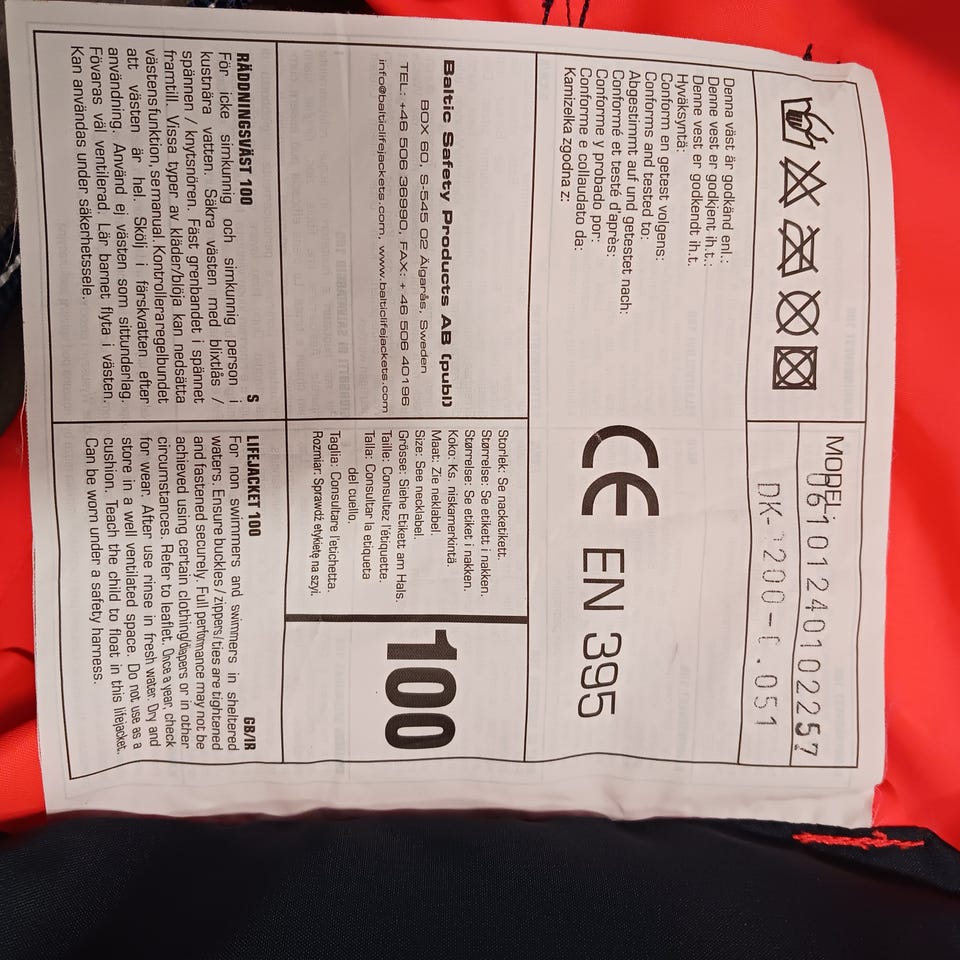 MODEL:
061012401022​57
DK- 200-0.051
Denna väst är godkänd enl.:
Denne vest er godkjent ih.t.:
Denne vest er godkendt ih.t.
Hyväksyntä:
Conform en getest volgens:
Conforms and tested to:
Abgestimmt auf und getestet nach:
Conformé et testé d'après:
Conforme y probado por:
Conforme e collaudato da:
Kamizelka zgodna z:
CE EN 395
Baltic Safety Products AB (publ)
BOX 60, S-545 02 Älgarås, Sweden
TEL: +46 506 36990, FAX: + 46 506 40196
info@balticlifejackets.com, www.balticlifejackets.com
Storlek: Se nacketikett.
Størrelse: Se etikett i nakken.
Størrelse: Se etiket i nakken.
Koko: Ks. niskamerkintä.
Maat: Zie neklabel.
Size: See necklabel.
Grösse: Siehe Etikett am Hals.
Taille: Consultez l'étiquette.
Talla: Consultar la etiqueta
del cuello.
Taglia: Consultare l'etichetta.
Rozmiar: Sprawdź etykietę na szyi.
100
RÄDDNINGSVÄST 100 S
För icke simkunnig och simkunnig person i
kustnära vatten. Säkra västen med blixtlås /
spännen / knytsnören. Fäst grenbandet i spännet
framtill. Vissa typer av kläder/blöja kan nedsätta
västens funktion, se manual. Kontrollera regelbundet
att västen är hel. Skölj i färskvatten efter
användning. Använd ej västen som sittunderlag.
Fövaras väl ventilerad. Lär barnet flyta i västen.
Kan användas under säkerhetssele.
LIFEJACKET 100 GB/IR
For non swimmers and swimmers in sheltered
waters. Ensure buckles/zippers/ties are tightened
and fastened securely. Full performance may not be
achieved using certain clothing/diapers or in other
circumstances. Refer to leaflet. Once a year, check
for wear. After use rinse in fresh water. Dry and
store in a well ventilated space. Do not use as a
cushion. Teach the child to float in this lifejacket.
Can be worn under a safety harness.